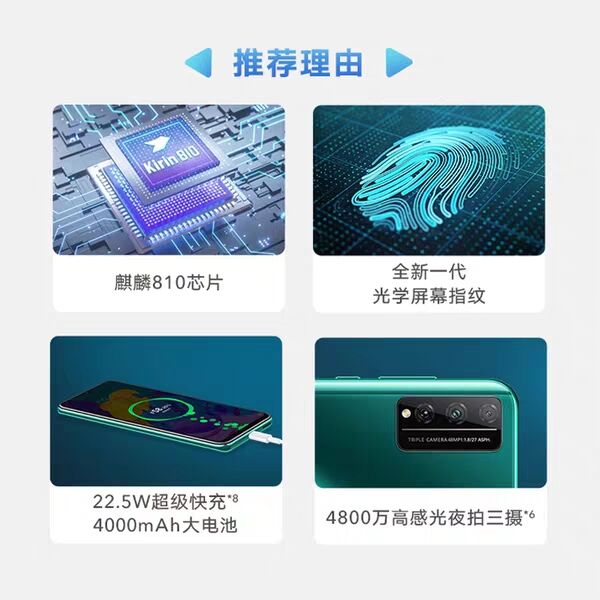 推荐理由
Kirin 810
麒麟810芯片
全新一代
光学屏幕指纹
22.5W超级快充*8
4000mAh大电池
TRIPLE CAMERA 48MP 1:1.8/27 ASPH.
4800万高感光夜拍三摄*6